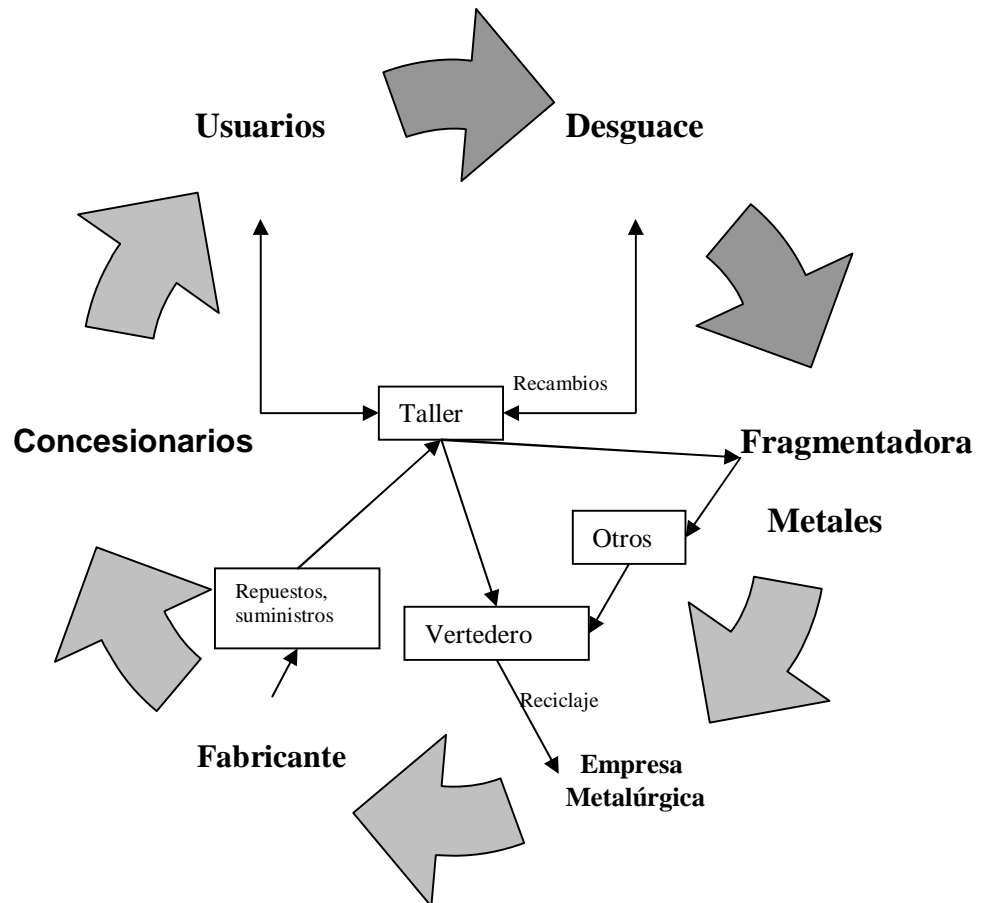 Usuarios
Desguace
Recambios
Taller
Concesionarios
Fragmentadora
Metales
Otros
Repuestos,
suministros
Vertedero
Reciclaje
Fabricante
Empresa
Metalúrgica